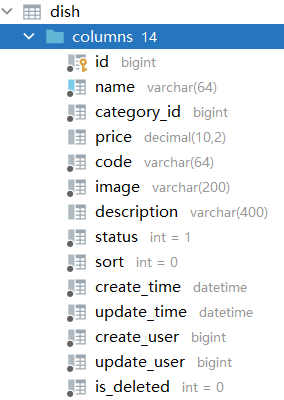 dish
columns 14
id bigint
name varchar(64)
category_id bigint
price decimal(10,2)
code varchar(64)
image varchar(200)
description varchar(400)
status int = 1
sort int = 0
create_time datetime
update_time datetime
create_user bigint
update_user bigint
is_deleted int = 0